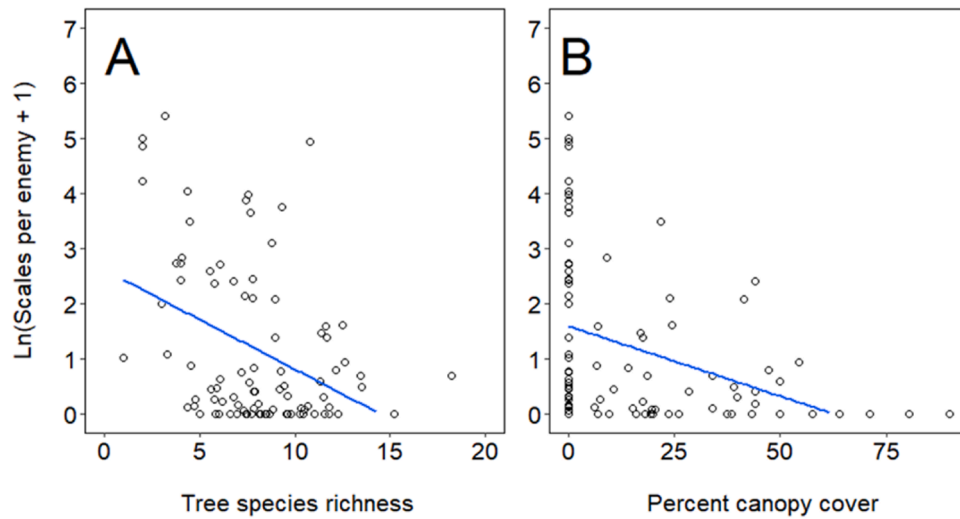 A
B
Ln(Scales per enemy + 1)
7
6
5
4
3
2
1
0
7
6
5
4
3
2
1
0
0 5 10 15 20
0 25 50 75
Tree species richness
Percent canopy cover